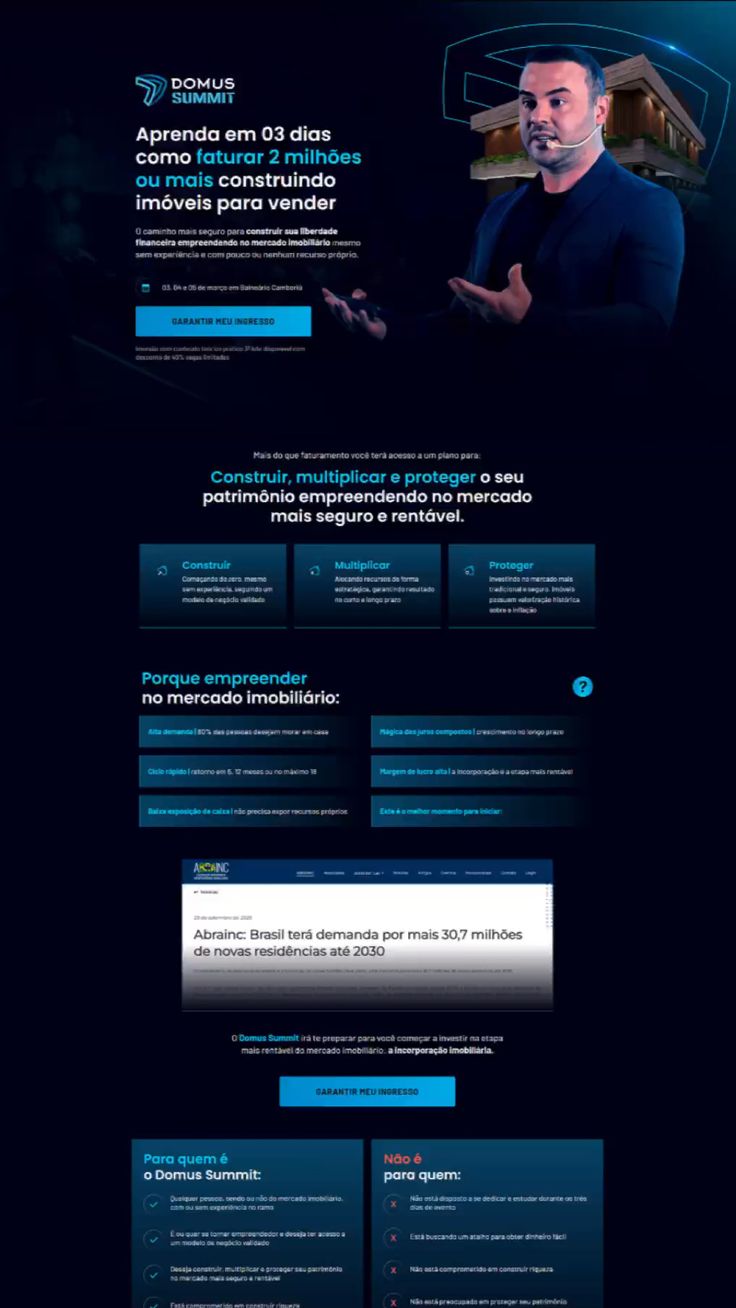 DOMUS
SUMMIT
Aprenda em 03 dias
como faturar 2 milhões
ou mais construindo
imóveis para vender
O caminho mais seguro para construir sua liberdade
financeira empreendendo no mercado imobiliário mesmo
sem experiência e com pouco ou nenhum recurso próprio.
03, 04 e 05 de março em Balneário Camboriú
GARANTIR MEU INGRESSO
Imersão com conteúdo teórico prático 3º lote disponível com
desconto de 40% vagas limitadas
Mais do que faturamento você terá acesso a um plano para:
Construir, multiplicar e proteger o seu
patrimônio empreendendo no mercado
mais seguro e rentável.
Construir
Começando do zero, mesmo
sem experiência, seguindo um
modelo de negócio validado
Multiplicar
Alocando recursos de forma
estratégica, garantindo resultado
no curto e longo prazo
Proteger
Investindo no mercado mais
tradicional e seguro. Imóveis
possuem valorização histórica
sobre a inflação
Porque empreender
no mercado imobiliário:
?
Alta demanda | 80% das pessoas desejam morar em casa
Mágica dos juros compostos | crescimento no longo prazo
Ciclo rápido | retorno em 6, 12 meses ou no máximo 18
Margem de lucro alta | a incorporação é a etapa mais rentável
Baixa exposição de caixa | não precisa expor recursos próprios
Este é o melhor momento para iniciar:
ABRAINC
ABRAINC Notícias Artigos Eventos Contato Login
Abrainc: Brasil terá demanda por mais 30,7 milhões
de novas residências até 2030
O Domus Summit irá te preparar para você começar a investir na etapa
mais rentável do mercado imobiliário, a incorporação imobiliária.
GARANTIR MEU INGRESSO
Para quem é
o Domus Summit:
Qualquer pessoa, sendo ou não do mercado imobiliário,
com ou sem experiência no ramo
É ou quer se tornar empreendedor e deseja ter acesso a
um modelo de negócio validado
Deseja construir, multiplicar e proteger seu patrimônio
no mercado mais seguro e rentável
Está comprometido em construir riqueza
Não é
para quem:
Não está disposto a se dedicar e estudar durante os três
dias de evento
Está buscando um atalho para obter dinheiro fácil
Não está comprometido em construir riqueza
Não está preocupado em proteger seu patrimônio